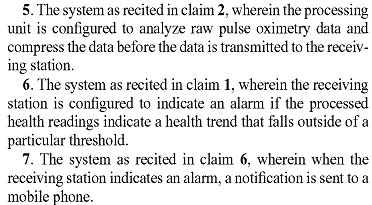 5. The system as recited in claim 2, wherein the processing
unit is configured to analyze raw pulse oximetry data and
compress the data before the data is transmitted to the receiv-
ing station.
6. The system as recited in claim 1, wherein the receiving
station is configured to indicate an alarm if the processed
health readings indicate a health trend that falls outside of a
particular threshold.
7. The system as recited in claim 6, wherein when the
receiving station indicates an alarm, a notification is sent to a
mobile phone.